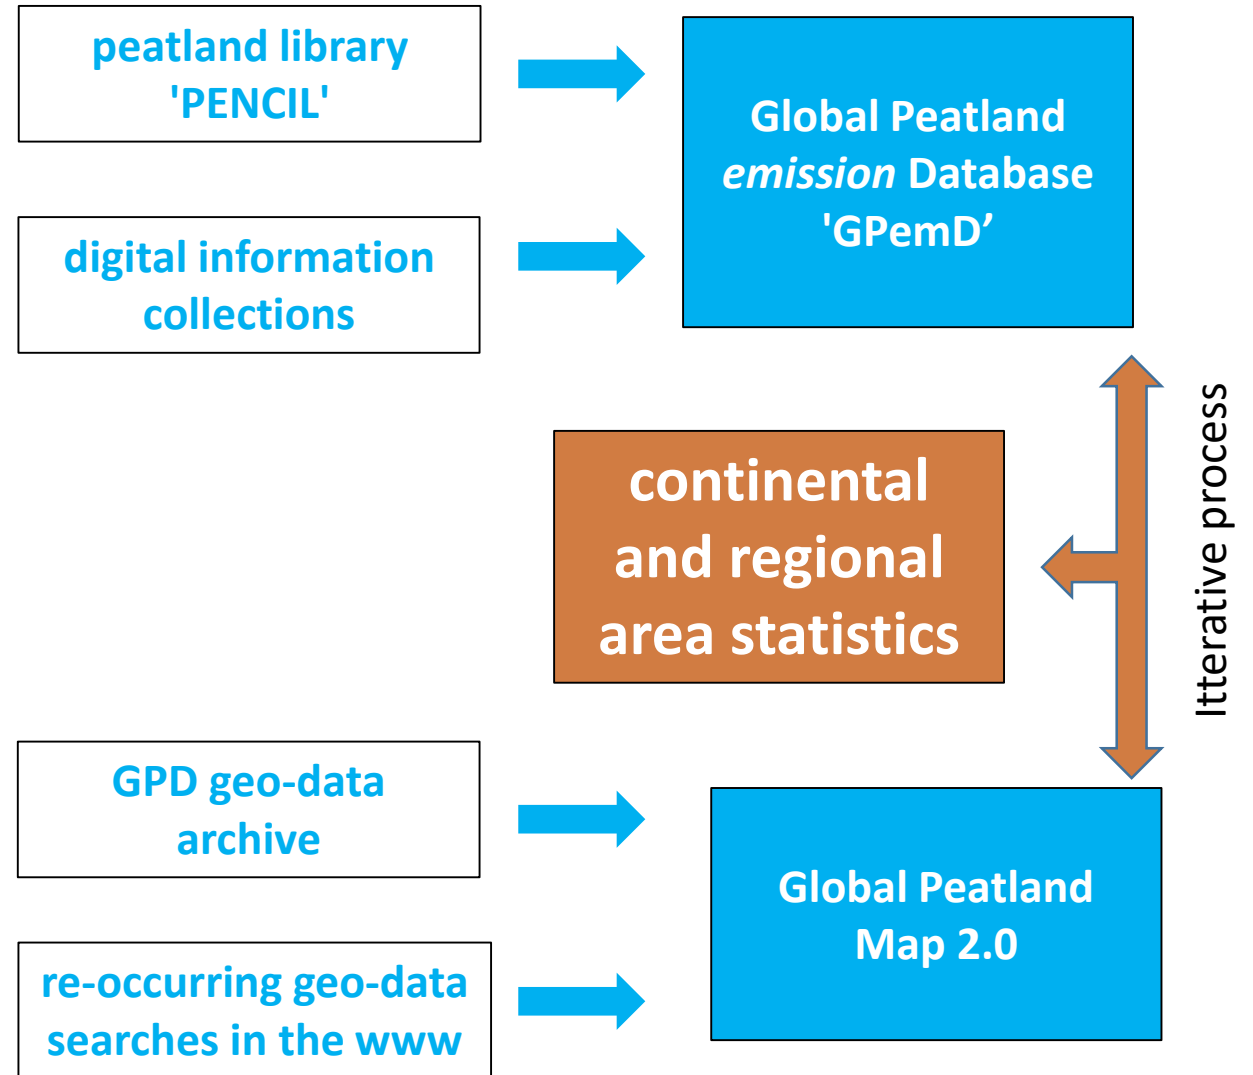 peatland library
'PENCIL'
Global Peatland
emission Database
'GPemD’
digital information
collections
continental
and regional
area statistics
Itterative process
GPD geo-data
archive
Global Peatland
Map 2.0
re-occurring geo-data
searches in the www